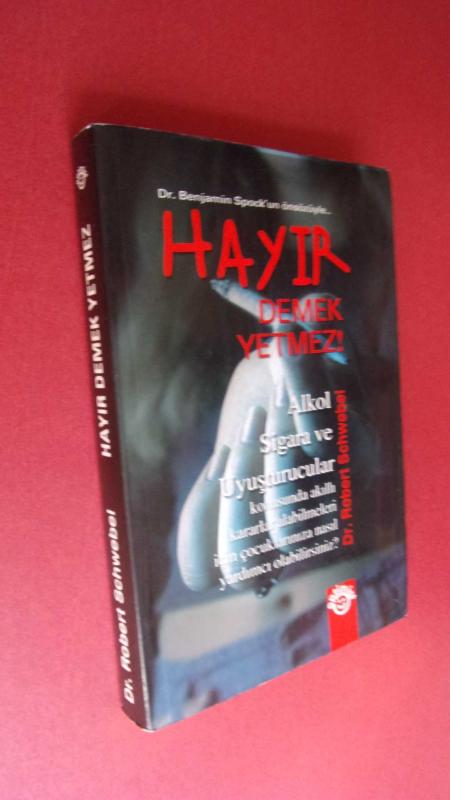 Dr. Benjamin Spock'un önsözüyle..
HAYIR
DEMEK
YETMEZ!
Alkol
Sigara ve
Uyuşturucular
konusunda akıllı
kararlar alabilmeleri
için çocuklarınıza nasıl
yardımcı olabilirsiniz?
Dr. Robert Schwebel
HAYIR DEMEK YETMEZ
Dr. Robert Schwebel